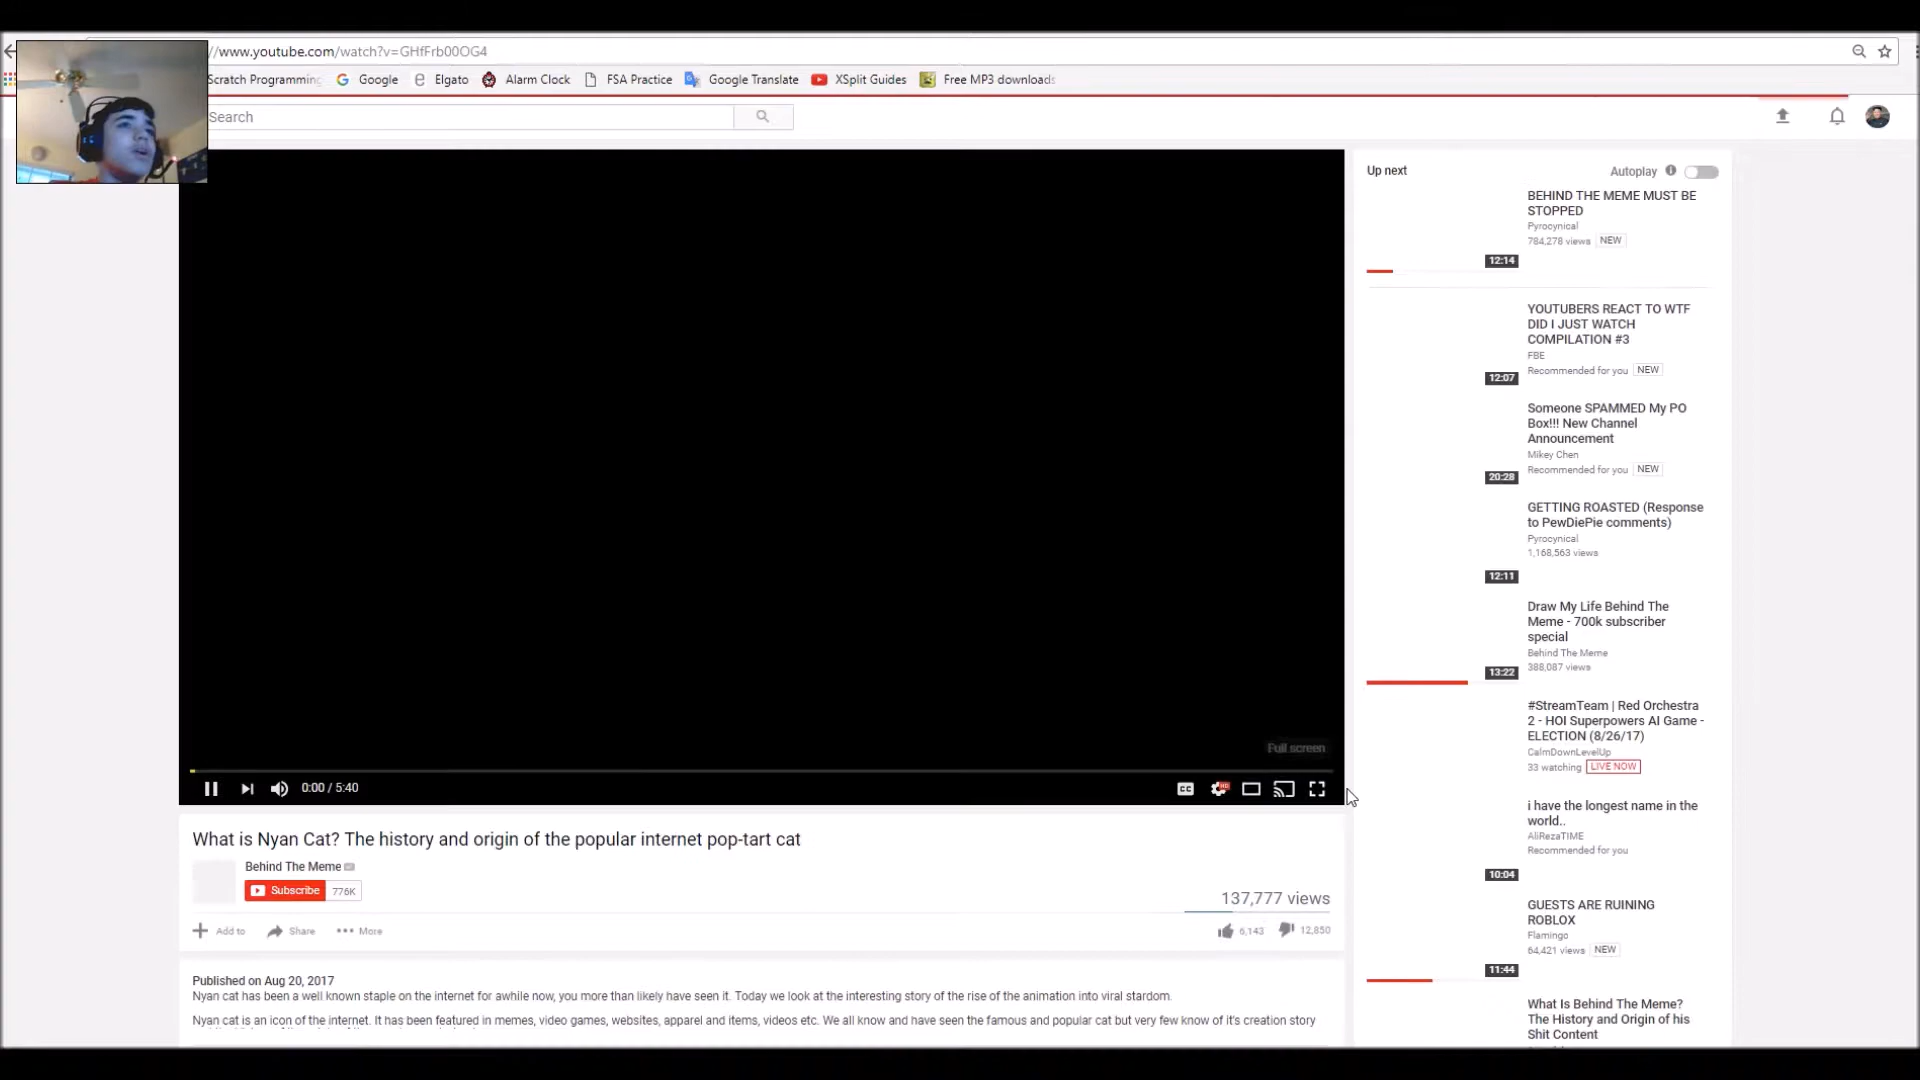 //www.youtube.com/watch?v=GHfFrb00OG4
Scratch Programming
Google
Elgato
Alarm Clock
FSA Practice
Google Translate
XSplit Guides
Free MP3 downloads
Search
Up next
Autoplay
BEHIND THE MEME MUST BE
STOPPED
Pyrocynical
784,278 views NEW
12:14
YOUTUBERS REACT TO WTF
DID I JUST WATCH
COMPILATION #3
FBE
Recommended for you NEW
12:07
Someone SPAMMED My PO
Box!!! New Channel
Announcement
Mikey Chen
Recommended for you NEW
20:28
GETTING ROASTED (Response
to PewDiePie comments)
Pyrocynical
1,168,563 views
12:11
Draw My Life Behind The
Meme - 700k subscriber
special
Behind The Meme
388,087 views
13:22
#StreamTeam | Red Orchestra
2 - HOI Superpowers AI Game -
ELECTION (8/26/17)
CalmDownLevelUp
33 watching LIVE NOW
i have the longest name in the
world..
AliRezaTIME
Recommended for you
10:04
GUESTS ARE RUINING
ROBLOX
Flamingo
64,421 views NEW
11:44
What Is Behind The Meme?
The History and Origin of his
Shit Content
Full screen
0:00 / 5:40
CC
HD
What is Nyan Cat? The history and origin of the popular internet pop-tart cat
Behind The Meme
Subscribe 776K
137,777 views
Add to
Share
More
6,143
12,850
Published on Aug 20, 2017
Nyan cat has been a well known staple on the internet for awhile now, you more than likely have seen it. Today we look at the interesting story of the rise of the animation into viral stardom.
Nyan cat is an icon of the internet. It has been featured in memes, video games, websites, apparel and items, videos etc. We all know and have seen the famous and popular cat but very few know of it's creation story